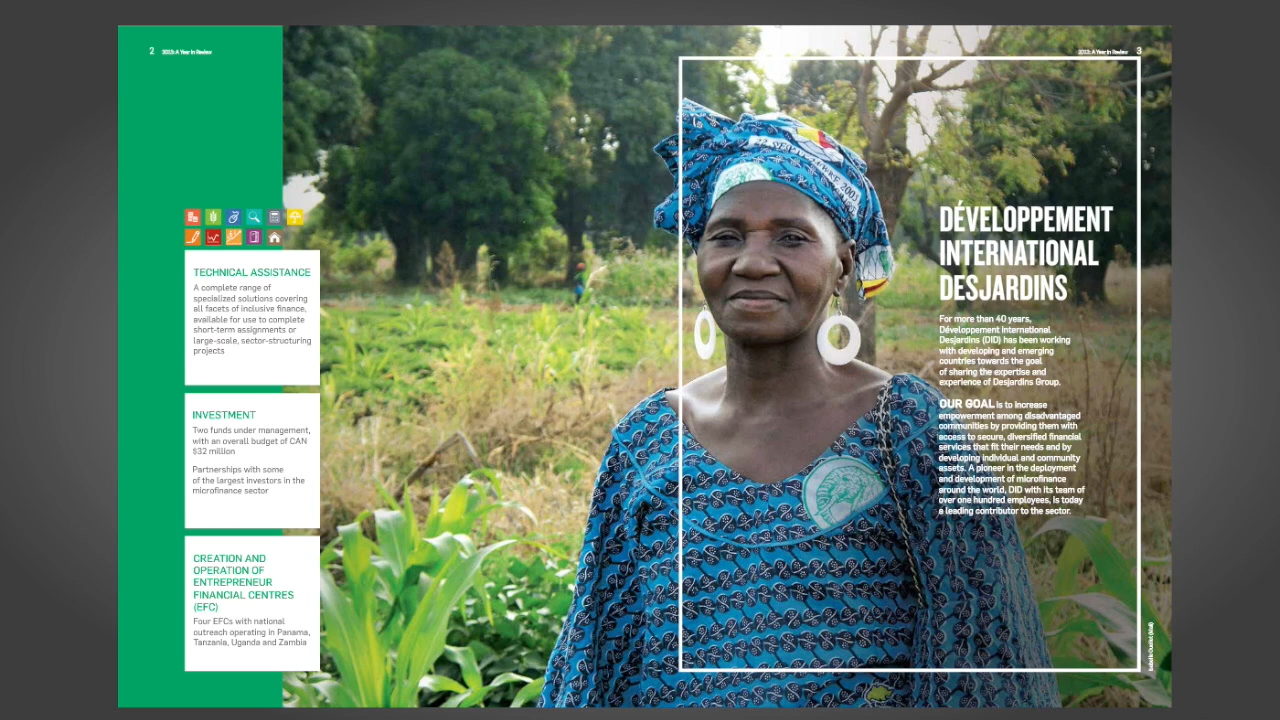 2 2013: A Year in Review
TECHNICAL ASSISTANCE
A complete range of
specialized solutions covering
all facets of inclusive finance,
available for use to complete
short-term assignments or
large-scale, sector-structuring
projects
INVESTMENT
Two funds under management,
with an overall budget of CAN
$32 million
Partnerships with some
of the largest investors in the
microfinance sector
CREATION AND
OPERATION OF
ENTREPRENEUR
FINANCIAL CENTRES
(EFC)
Four EFCs with national
outreach operating in Panama,
Tanzania, Uganda and Zambia
2013: A Year in Review 3
DÉVELOPPEMENT
INTERNATIONAL
DESJARDINS
For more than 40 years,
Développement international
Desjardins (DID) has been working
with developing and emerging
countries towards the goal
of sharing the expertise and
experience of Desjardins Group.
OUR GOAL is to increase
empowerment among disadvantaged
communities by providing them with
access to secure, diversified financial
services that fit their needs and by
developing individual and community
assets. A pioneer in the deployment
and development of microfinance
around the world, DID with its team of
over one hundred employees, is today
a leading contributor to the sector.
(Mali)